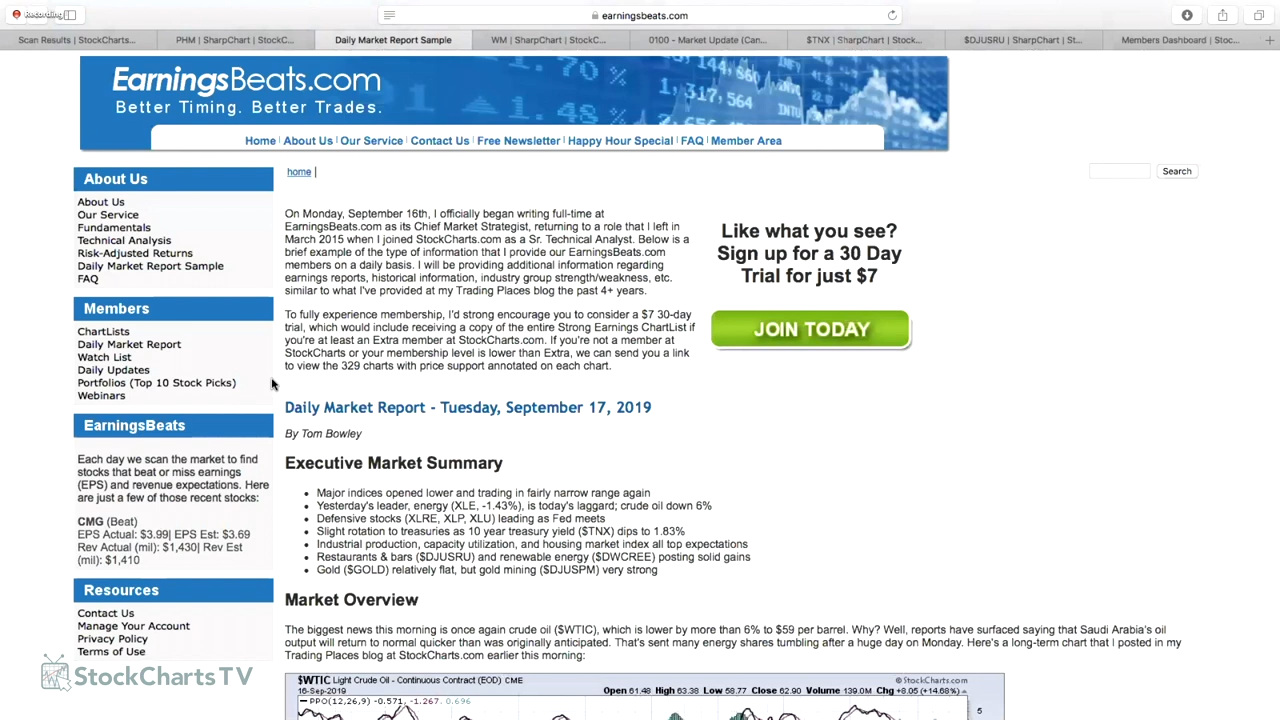 Recording
earningsbeats.com
Scan Results | StockCharts...
PHM | SharpChart | StockC...
Daily Market Report Sample
WM | SharpChart | StockC...
0100 - Market Update (Can...
$TNX | SharpChart | Stock...
$DJUSRU | SharpChart | St...
Members Dashboard | Stoc...
EarningsBeats.com
Better Timing. Better Trades.
Home | About Us | Our Service | Contact Us | Free Newsletter | Happy Hour Special | FAQ | Member Area
home |
Search
About Us
About Us
Our Service
Fundamentals
Technical Analysis
Risk-Adjusted Returns
Daily Market Report Sample
FAQ
Members
ChartLists
Daily Market Report
Watch List
Daily Updates
Portfolios (Top 10 Stock Picks)
Webinars
EarningsBeats
Each day we scan the market to find
stocks that beat or miss earnings
(EPS) and revenue expectations. Here
are just a few of those recent stocks:
CMG (Beat)
EPS Actual: $3.99| EPS Est: $3.69
Rev Actual (mil): $1,430| Rev Est
(mil): $1,410
Resources
Contact Us
Manage Your Account
Privacy Policy
Terms of Use
StockChartsTV
On Monday, September 16th, I officially began writing full-time at
EarningsBeats.com as its Chief Market Strategist, returning to a role that I left in
March 2015 when I joined StockCharts.com as a Sr. Technical Analyst. Below is a
brief example of the type of information that I provide our EarningsBeats.com
members on a daily basis. I will be providing additional information regarding
earnings reports, historical information, industry group strength/weakness, etc.
similar to what I've provided at my Trading Places blog the past 4+ years.
To fully experience membership, I'd strong encourage you to consider a $7 30-day
trial, which would include receiving a copy of the entire Strong Earnings ChartList if
you're at least an Extra member at StockCharts.com. If you're not a member at
StockCharts or your membership level is lower than Extra, we can send you a link
to view the 329 charts with price support annotated on each chart.
Like what you see?
Sign up for a 30 Day
Trial for just $7
JOIN TODAY
Daily Market Report - Tuesday, September 17, 2019
By Tom Bowley
Executive Market Summary
Major indices opened lower and trading in fairly narrow range again
Yesterday's leader, energy (XLE, -1.43%), is today's laggard; crude oil down 6%
Defensive stocks (XLRE, XLP, XLU) leading as Fed meets
Slight rotation to treasuries as 10 year treasury yield ($TNX) dips to 1.83%
Industrial production, capacity utilization, and housing market index all top expectations
Restaurants & bars ($DJUSRU) and renewable energy ($DWCREE) posting solid gains
Gold ($GOLD) relatively flat, but gold mining ($DJUSPM) very strong
Market Overview
The biggest news this morning is once again crude oil ($WTIC), which is lower by more than 6% to $59 per barrel. Why? Well, reports have surfaced saying that Saudi Arabia's oil
output will return to normal quicker than was originally anticipated. That's sent many energy shares tumbling after a huge day on Monday. Here's a long-term chart that I posted in my
Trading Places blog at StockCharts.com earlier this morning:
$WTIC Light Crude Oil - Continuous Contract (EOD) CME
© StockCharts.com
16-Sep-2019
Open 61.48 High 63.38 Low 58.77 Close 62.90 Volume 139.0M Chg +8.05 (+14.68%)
PPO(12,26,9) -0.571, -1.267, 0.696
5